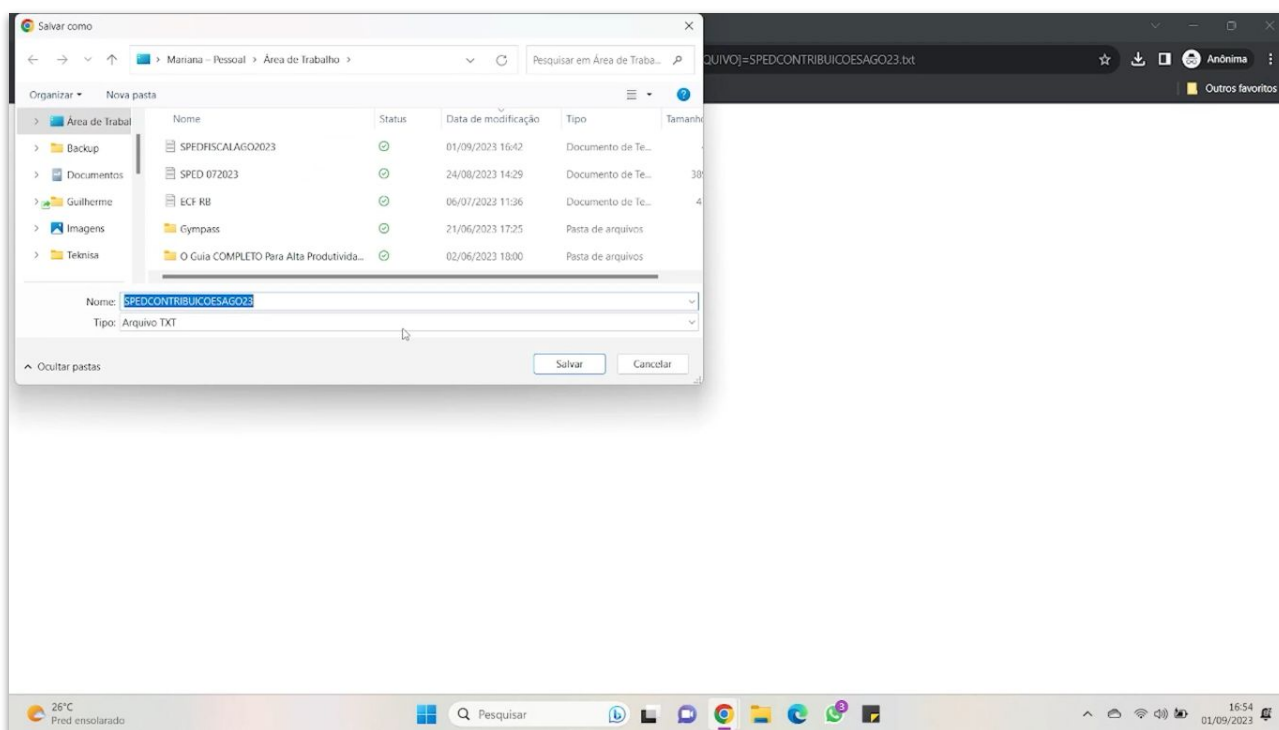 Salvar como
Mariana – Pessoal > Área de Trabalho >
Pesquisar em Área de Traba...
QUIVO]=SPEDCONTRIBUICOESAGO23.txt
Anônima
Organizar
Nova pasta
Outros favoritos
Área de Trabal
Nome
Status
Data de modificação
Tipo
Tamanho
Backup
SPEDFISCALAGO2023
01/09/2023 16:42
Documento de Te...
Documentos
SPED 072023
24/08/2023 14:29
Documento de Te...
Guilherme
ECF RB
06/07/2023 11:36
Documento de Te...
4
Imagens
Gympass
21/06/2023 17:25
Pasta de arquivos
Teknisa
O Guia COMPLETO Para Alta Produtivida...
02/06/2023 18:00
Pasta de arquivos
Nome: SPEDCONTRIBUICOESAGO23
Tipo: Arquivo TXT
Ocultar pastas
Salvar
Cancelar
26°C
Pred ensolarado
Pesquisar
3
16:54
01/09/2023